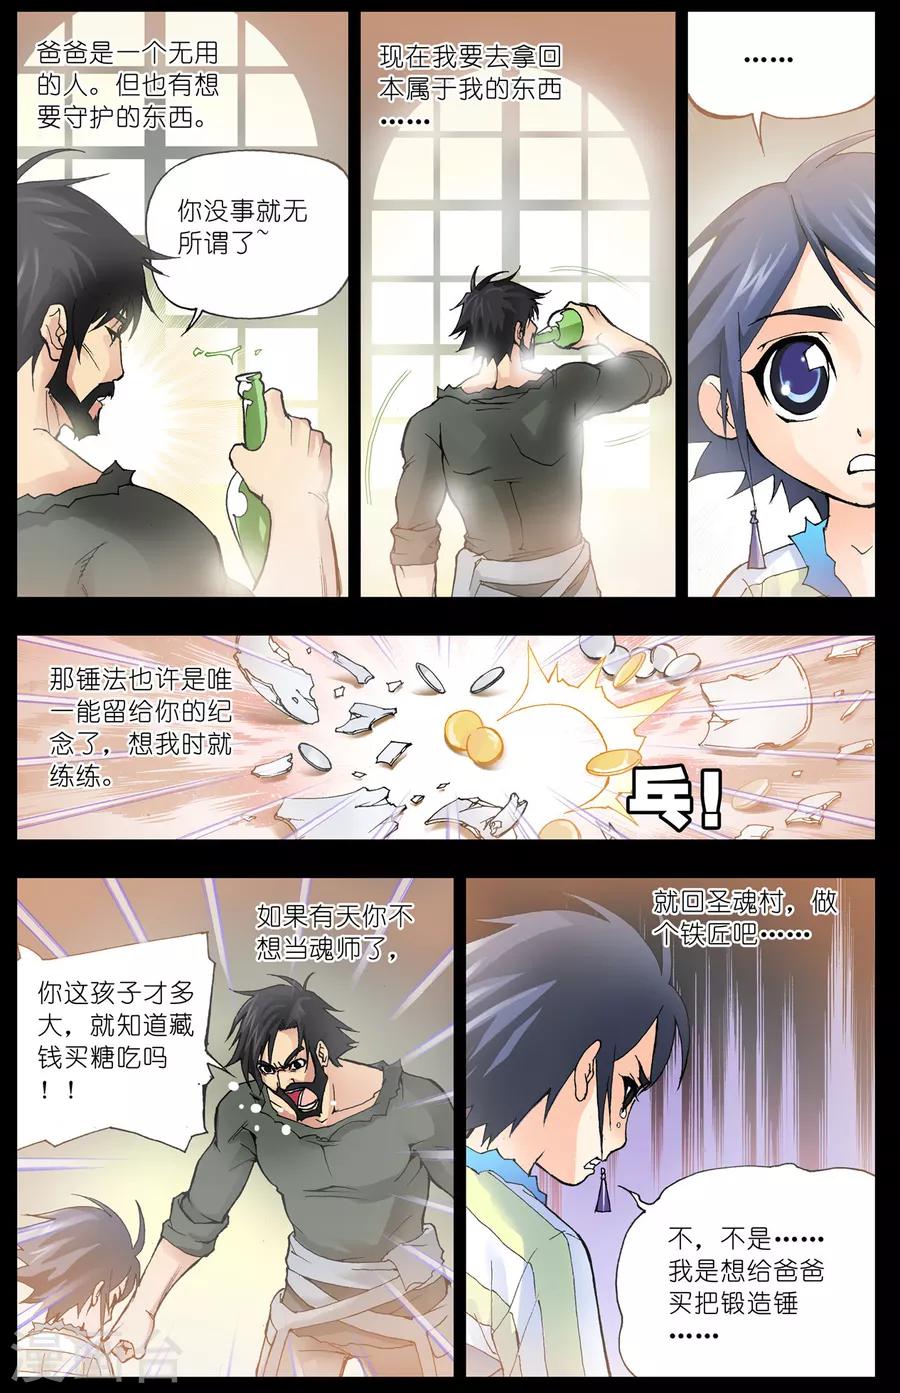 爸爸是一个无用
的人。但也有想
要守护的东西。
你没事就无
所谓了~
现在我要去拿回
本属于我的东西
……
……
那锤法也许是唯
一能留给你的纪
念了，想我时就
练练。
乓！
如果有天你不
想当魂师了，
你这孩子才多
大，就知道藏
钱买糖吃吗
！！
就回圣魂村，做
个铁匠吧……
不，不是……
我是想给爸爸
买把锻造锤
……
漫画台